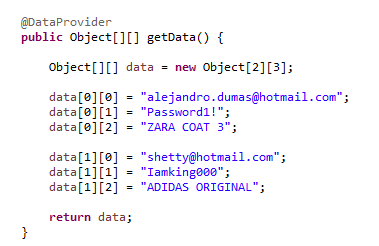 @DataProvider
public Object[][] getData() {
Object[][] data = new Object[2][3];
data[0][0] = "alejandro.dumas@hotmail.com";
data[0][1] = "Password1!";
data[0][2] = "ZARA COAT 3";
data[1][0] = "shetty@hotmail.com";
data[1][1] = "Iamking000";
data[1][2] = "ADIDAS ORIGINAL";
return data;
}